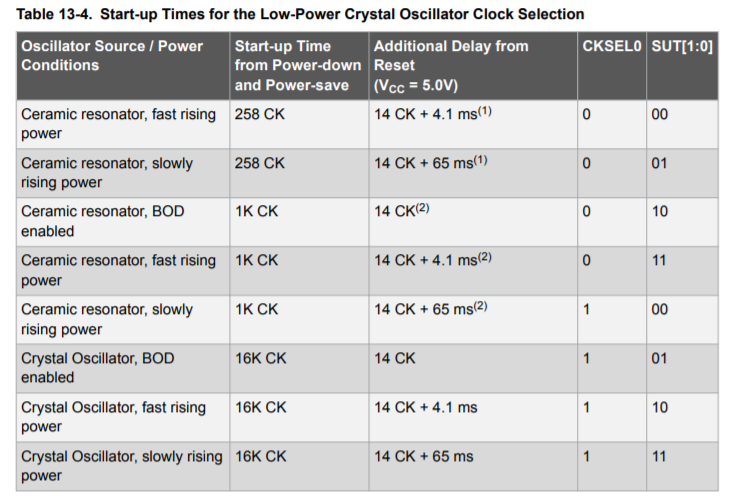 Table 13-4. Start-up Times for the Low-Power Crystal Oscillator Clock Selection
Oscillator Source / Power Conditions | Start-up Time from Power-down and Power-save | Additional Delay from Reset (VCC = 5.0V) | CKSEL0 | SUT[1:0]
Ceramic resonator, fast rising power | 258 CK | 14 CK + 4.1 ms(1) | 0 | 00
Ceramic resonator, slowly rising power | 258 CK | 14 CK + 65 ms(1) | 0 | 01
Ceramic resonator, BOD enabled | 1K CK | 14 CK(2) | 0 | 10
Ceramic resonator, fast rising power | 1K CK | 14 CK + 4.1 ms(2) | 0 | 11
Ceramic resonator, slowly rising power | 1K CK | 14 CK + 65 ms(2) | 1 | 00
Crystal Oscillator, BOD enabled | 16K CK | 14 CK | 1 | 01
Crystal Oscillator, fast rising power | 16K CK | 14 CK + 4.1 ms | 1 | 10
Crystal Oscillator, slowly rising power | 16K CK | 14 CK + 65 ms | 1 | 11